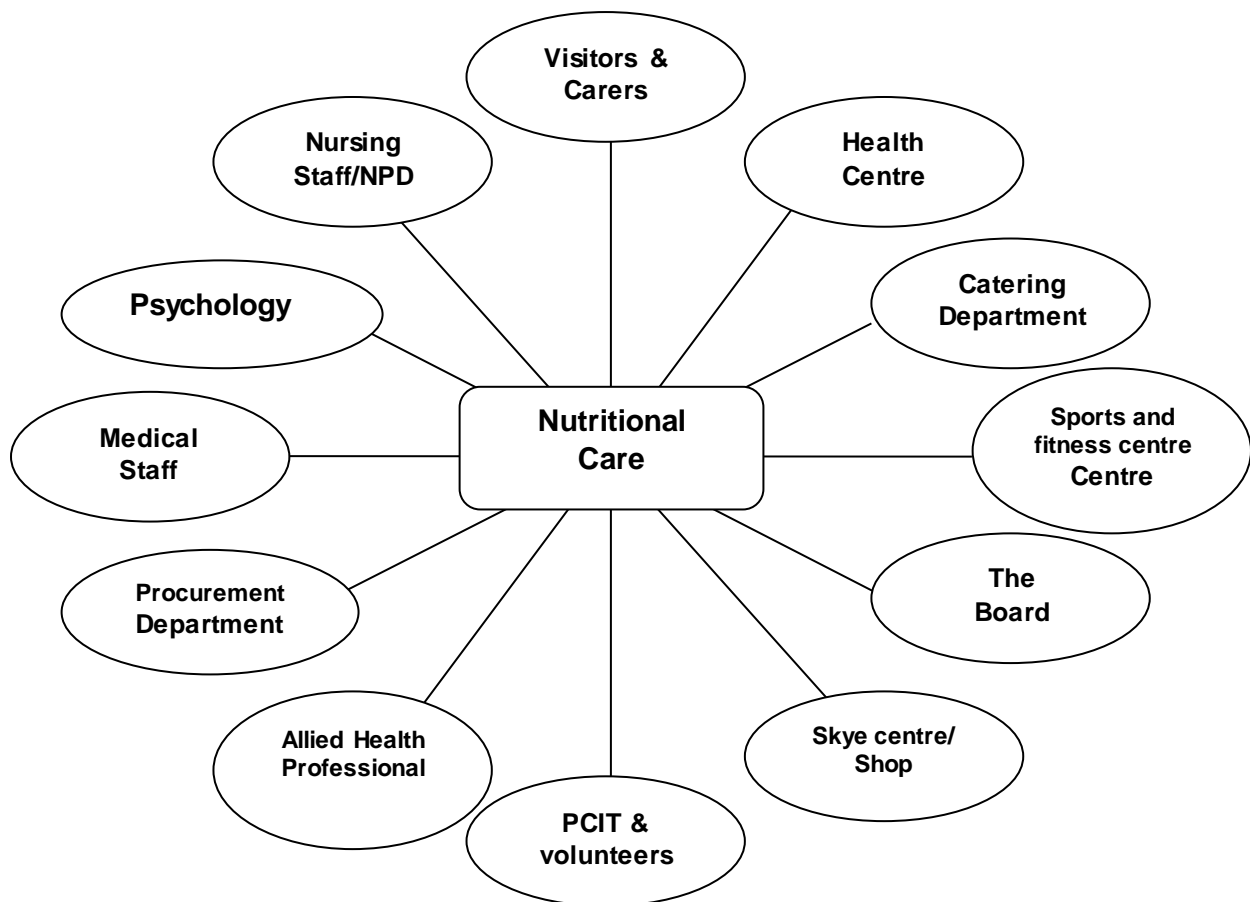 Visitors &
Carers
Nursing
Staff/NPD
Health
Centre
Psychology
Catering
Department
Nutritional
Care
Medical
Staff
Sports and
fitness centre
Centre
Procurement
Department
The
Board
Allied Health
Professional
Skye centre/
Shop
PCIT &
volunteers